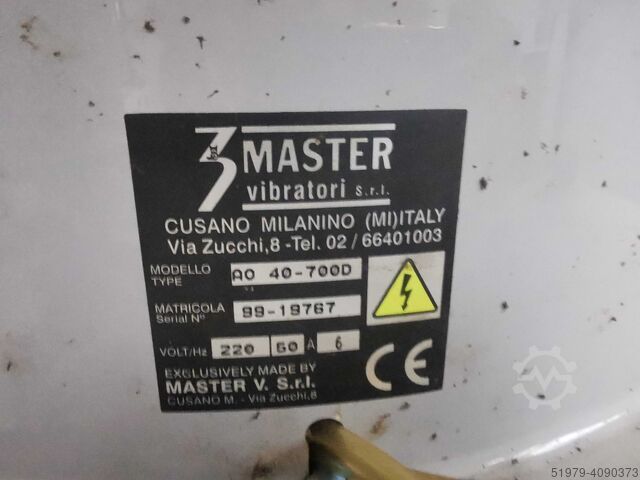 3 MASTER
vibratori s.r.l.
CUSANO MILANINO (MI)ITALY
Via Zucchi,8 -Tel. 02 / 66401003
MODELLO TYPE AO 40-700D
MATRICOLA Serial N° 99-19767
VOLT/Hz 220 50 A 6
EXCLUSIVELY MADE BY
MASTER V. S.r.l.
CUSANO M. - Via Zucchi,8
CE
51979-4090373